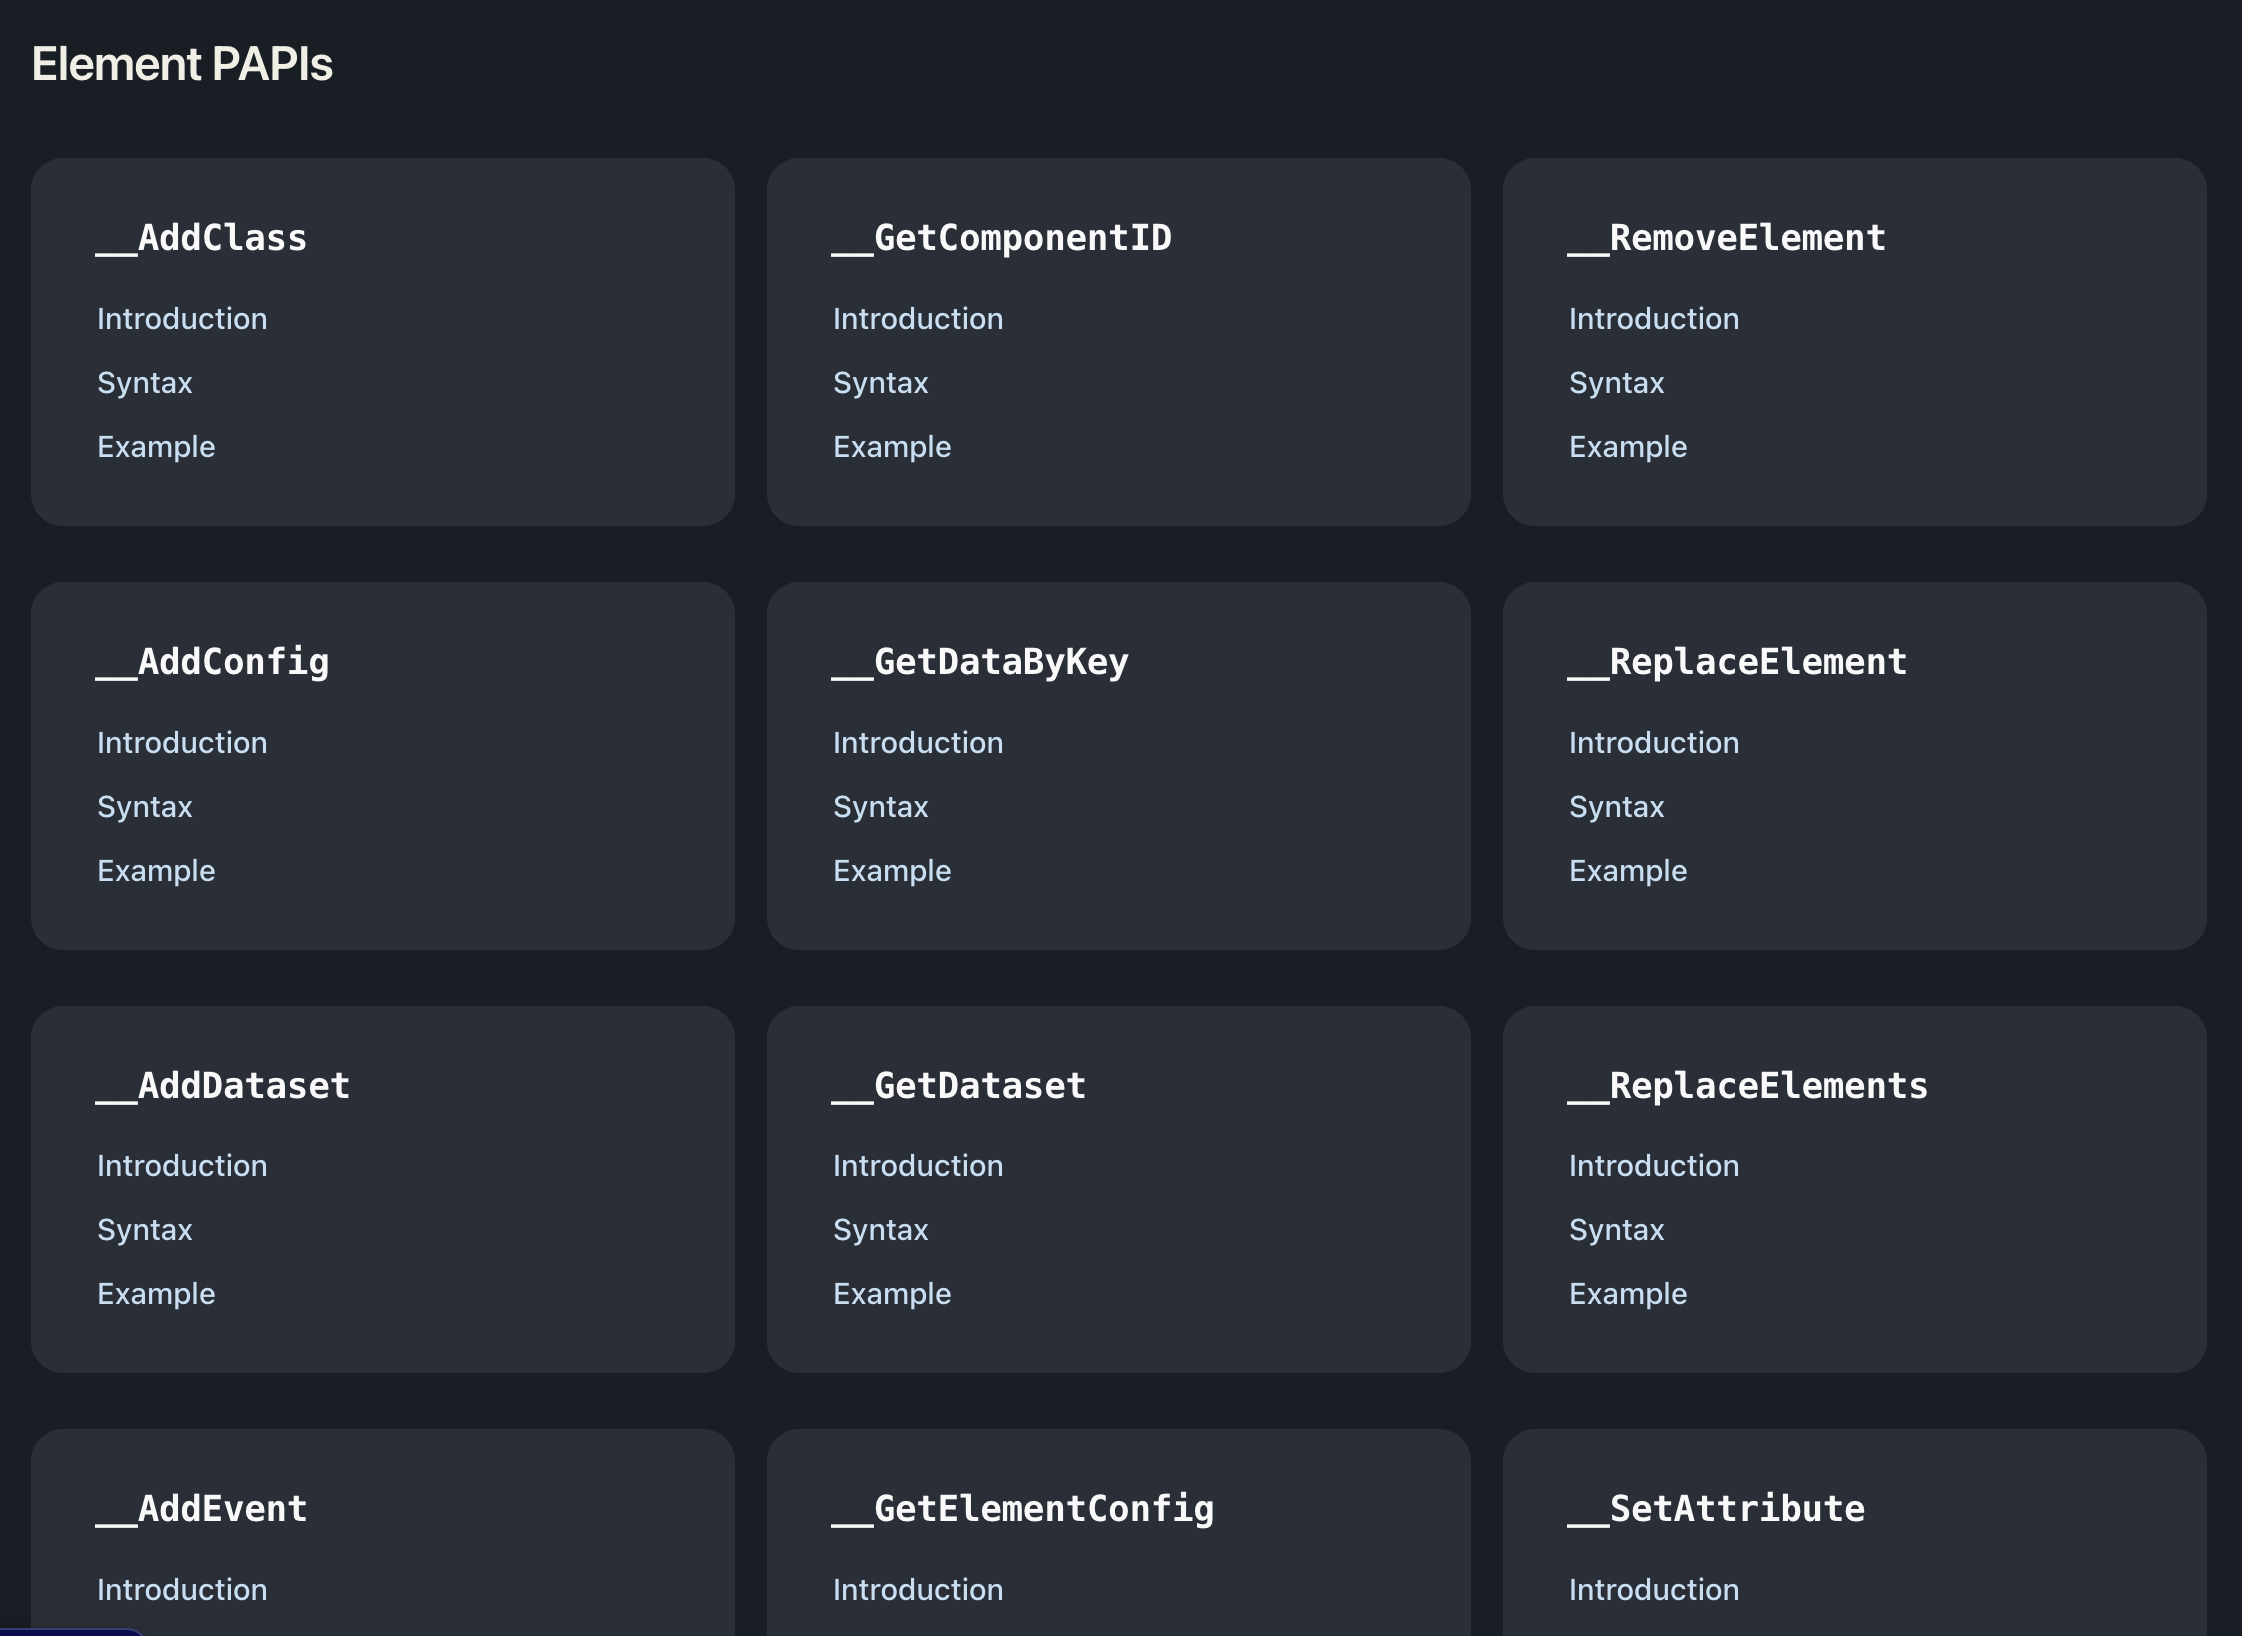 Element PAPIs
__AddClass
Introduction
Syntax
Example
__GetComponentID
Introduction
Syntax
Example
__RemoveElement
Introduction
Syntax
Example
__AddConfig
Introduction
Syntax
Example
__GetDataByKey
Introduction
Syntax
Example
__ReplaceElement
Introduction
Syntax
Example
__AddDataset
Introduction
Syntax
Example
__GetDataset
Introduction
Syntax
Example
__ReplaceElements
Introduction
Syntax
Example
__AddEvent
Introduction
__GetElementConfig
Introduction
__SetAttribute
Introduction